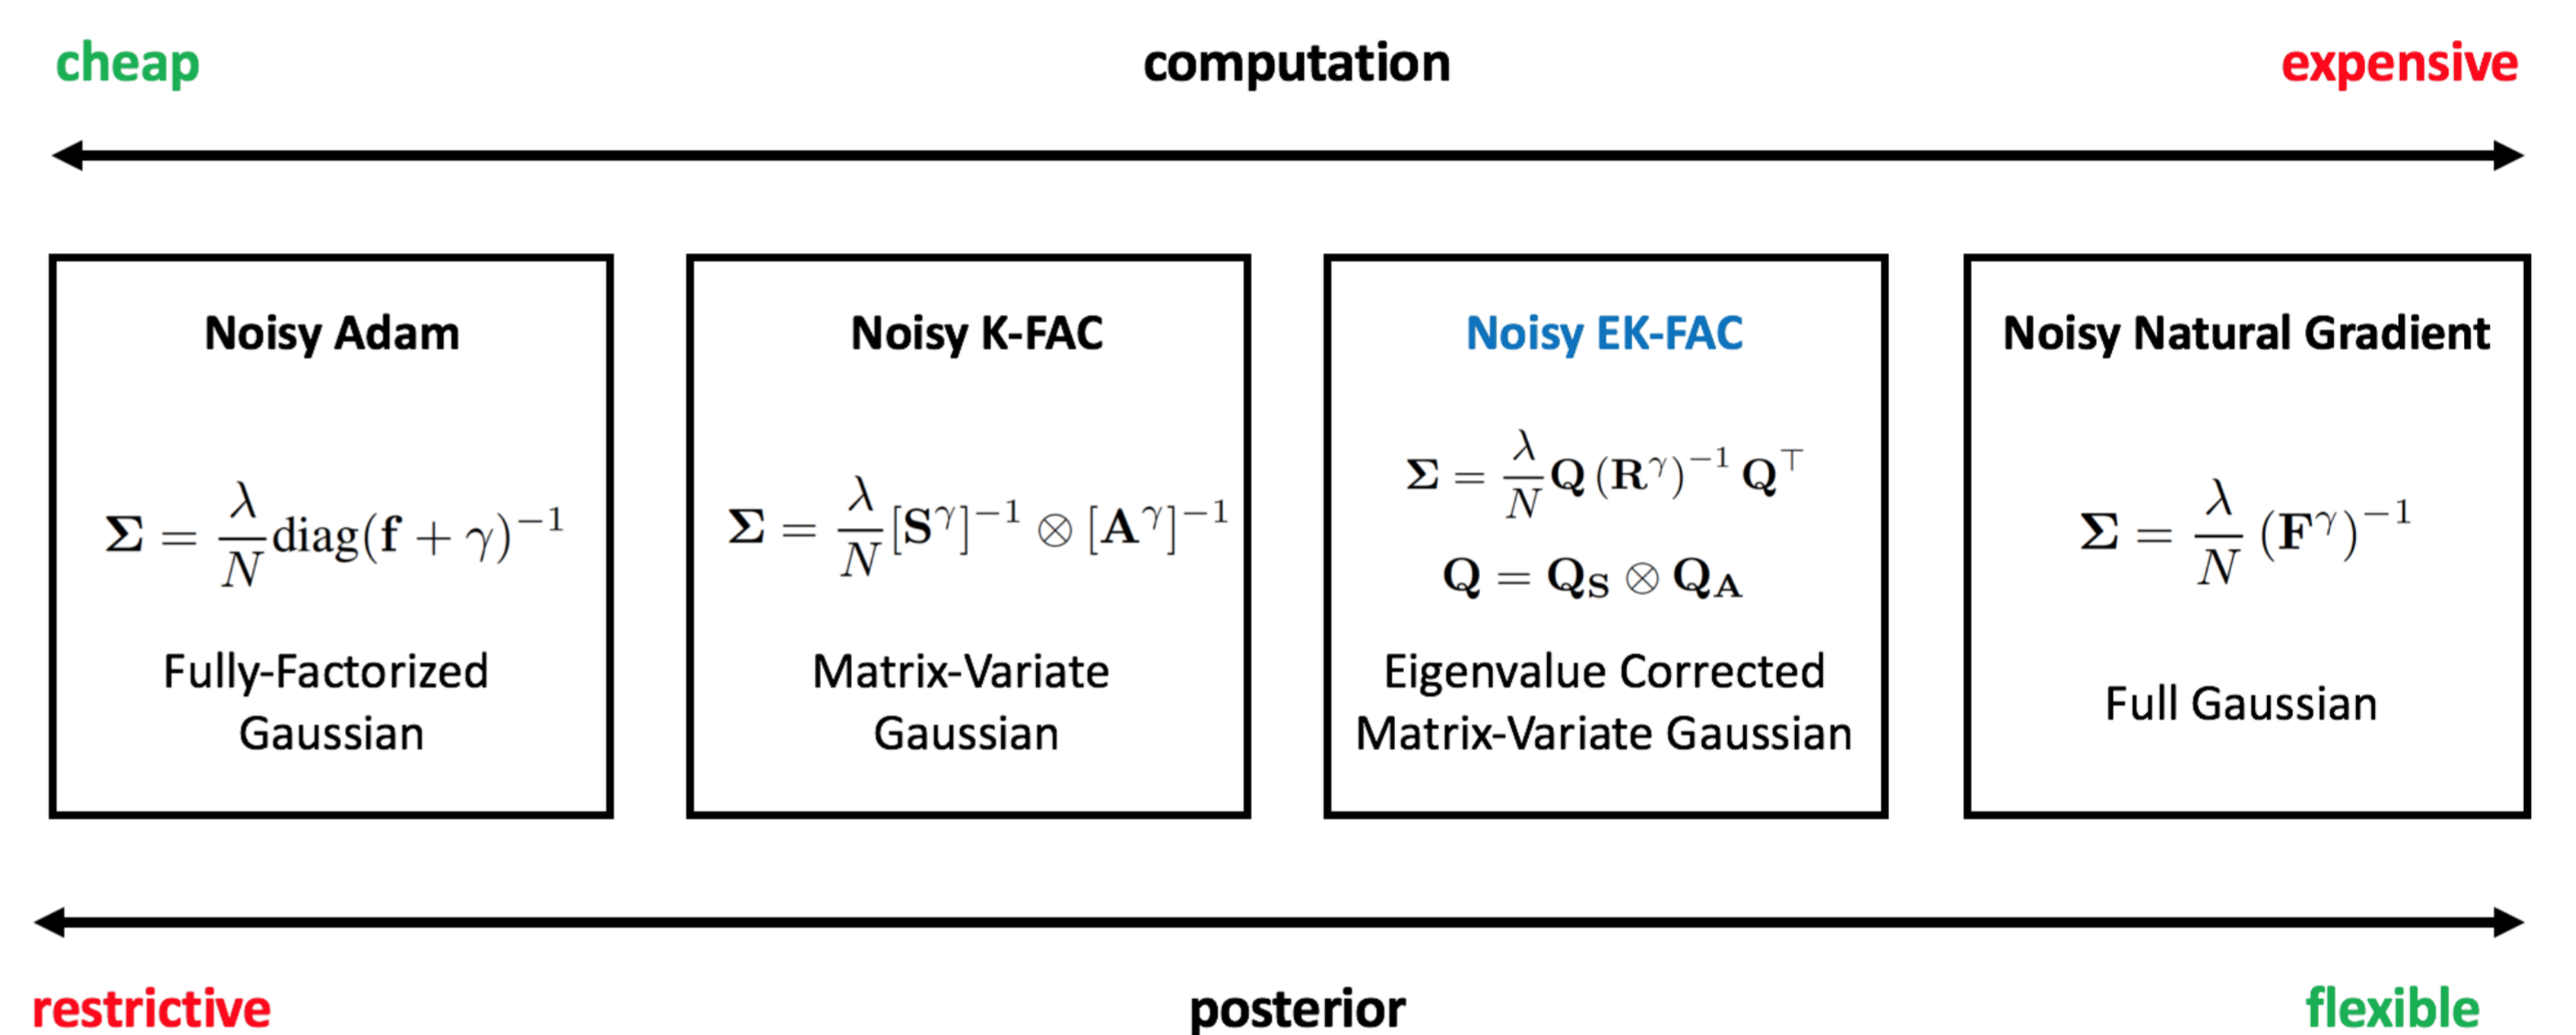 cheap computation expensive
Noisy Adam
Σ = λ/N diag(f + γ)⁻¹
Fully-Factorized
Gaussian
Noisy K-FAC
Σ = λ/N [S^γ]⁻¹ ⊗ [A^γ]⁻¹
Matrix-Variate
Gaussian
Noisy EK-FAC
Σ = λ/N Q (R^γ)⁻¹ Q^⊤
Q = Q_S ⊗ Q_A
Eigenvalue Corrected
Matrix-Variate Gaussian
Noisy Natural Gradient
Σ = λ/N (F^γ)⁻¹
Full Gaussian
restrictive posterior flexible